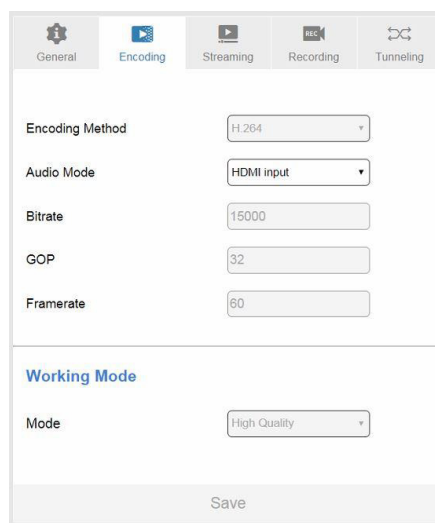 REC
General Encoding Streaming Recording Tunneling
Encoding Method H.264
Audio Mode HDMI input
Bitrate 15000
GOP 32
Framerate 60
Working Mode
Mode High Quality
Save